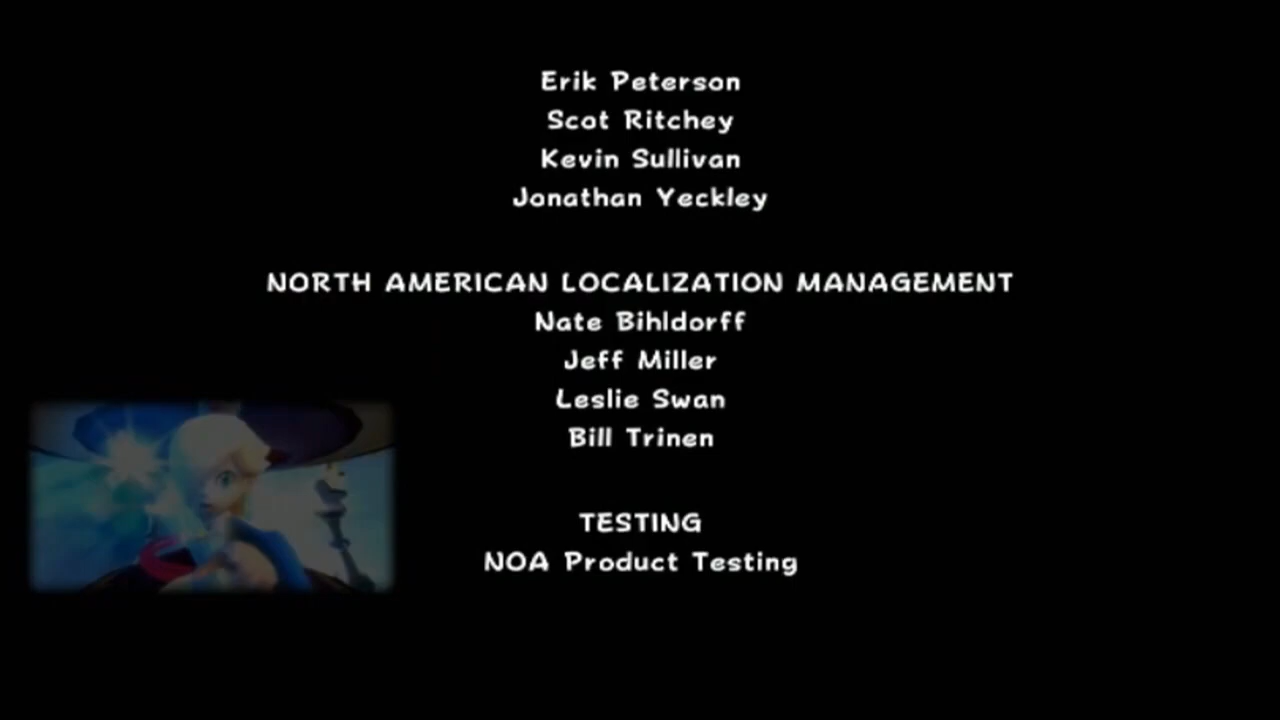 Erik Peterson
Scot Ritchey
Kevin Sullivan
Jonathan Yeckley
NORTH AMERICAN LOCALIZATION MANAGEMENT
Nate Bihldorff
Jeff Miller
Leslie Swan
Bill Trinen
TESTING
NOA Product Testing